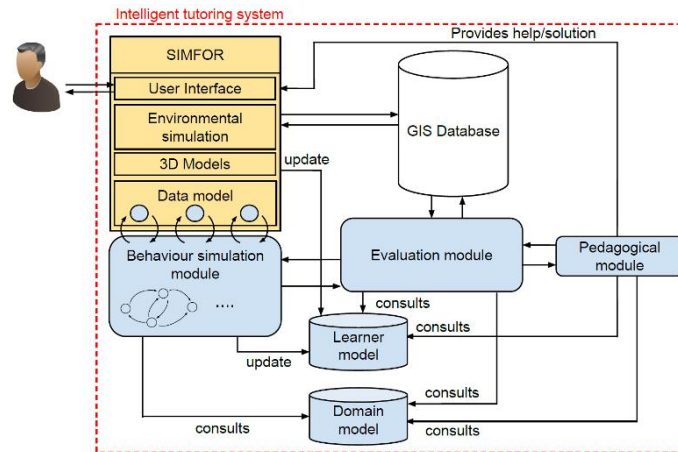 Intelligent tutoring system
Provides help/solution
SIMFOR
User Interface
Environmental
simulation
GIS Database
3D Models
update
Data model
Behaviour simulation
module
....
Evaluation module
Pedagogical
module
consults
Learner
model
consults
update
consults
Domain
model
consults
consults